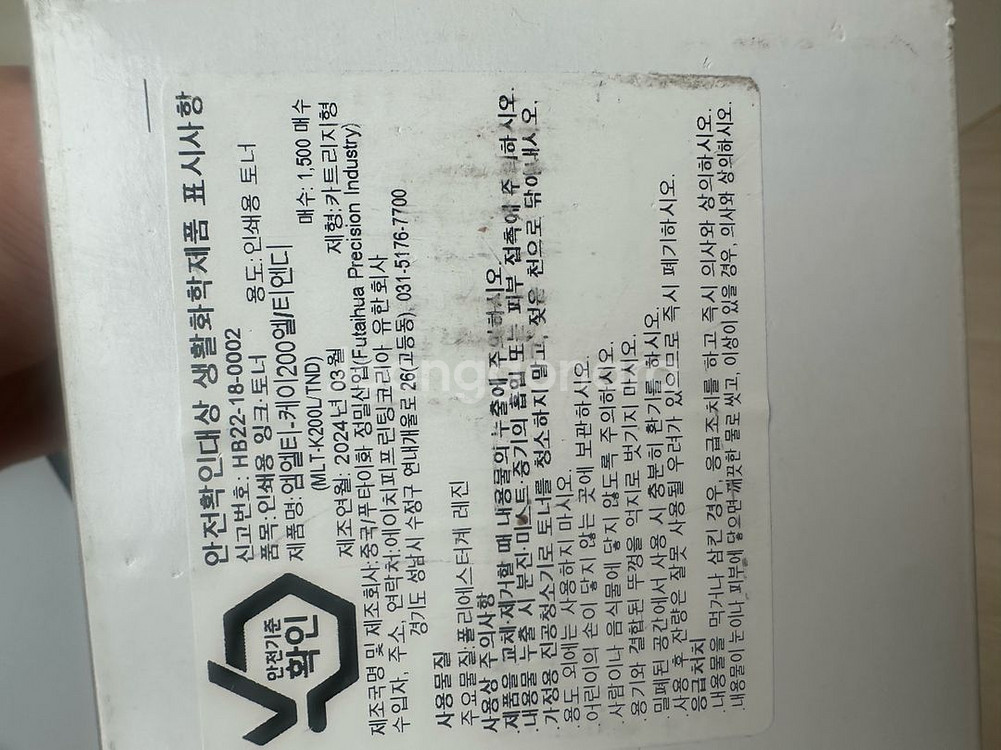 안전기준
확인
안전확인대상 생활화학제품 표시사항
신고번호: HB22-18-0002
품목:인쇄용 잉크·토너 용도:인쇄용 토너
제품명:엠엘티-케이200엘/티엔디
(MLT-K200L/TND) 매수: 1,500 매수
제조연월: 2024년 03월 제형:카트리지형
제조국명 및 제조회사:중국/푸타이화 정밀산업(Futaihua Precision Industry)
수입자, 주소, 연락처:에이치피프린팅코리아 유한회사
경기도 성남시 수정구 연내개울로 26(고등동), 031-5176-7700
사용물질
주요물질:폴리에스터계 레진
사용상 주의사항
·제품을 교체·제거할 때 내용물의 누출에 주의하시오.
·내용물 누출 시 분진·미스트·증기의 흡입 또는 피부 접촉에 주의하시오.
·가정용 진공청소기로 토너를 청소하지 말고, 젖은 천으로 닦아내시오.
·용도 외에는 사용하지 마시오.
·어린이의 손이 닿지 않는 곳에 보관하시오.
·사람이나 음식물에 닿지 않도록 주의하시오.
·용기와 결합된 뚜껑을 억지로 벗기지 마시오.
·밀폐된 공간에서 사용 시 충분히 환기를 하시오.
·사용 후 잔량은 잘못 사용될 우려가 있으므로 즉시 폐기하시오.
응급처치
·내용물을 먹거나 삼킨 경우, 응급조치를 하고 즉시 의사와 상의하시오.
·내용물이 눈이나, 피부에 닿으면 깨끗한 물로 씻고, 이상이 있을 경우, 의사와 상의하시오.